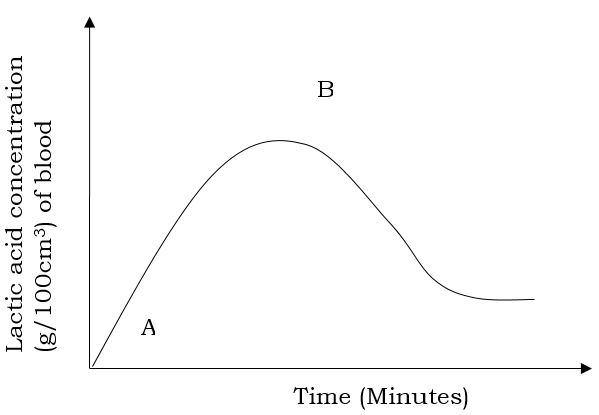 Lactic acid concentration
(g/100cm³) of blood
B
A
Time (Minutes)